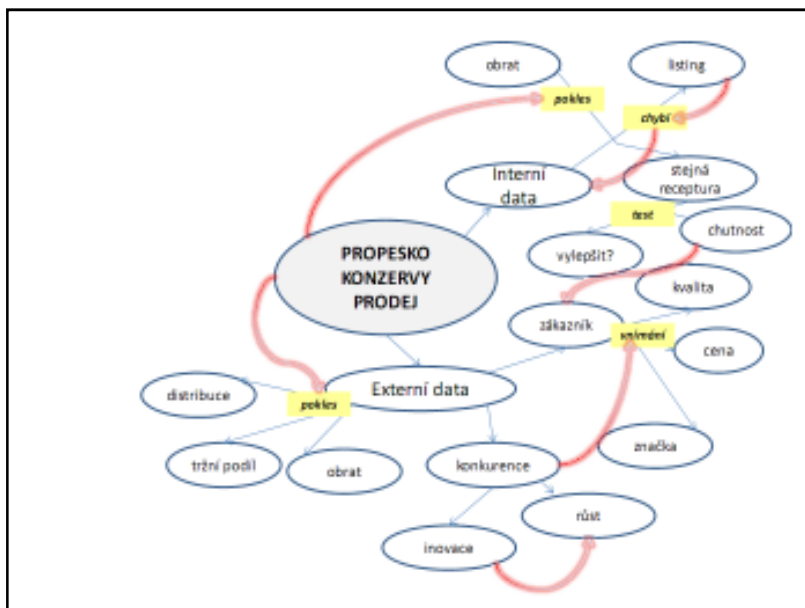 obrat
listing
pokles
chybí
Interní
data
stejná
receptura
test
chutnost
PROPESKO
KONZERVY
PRODEJ
vylepšit?
kvalita
zákazník
vnímání
cena
Externí data
distribuce
pokles
značka
tržní podíl
obrat
konkurence
růst
inovace